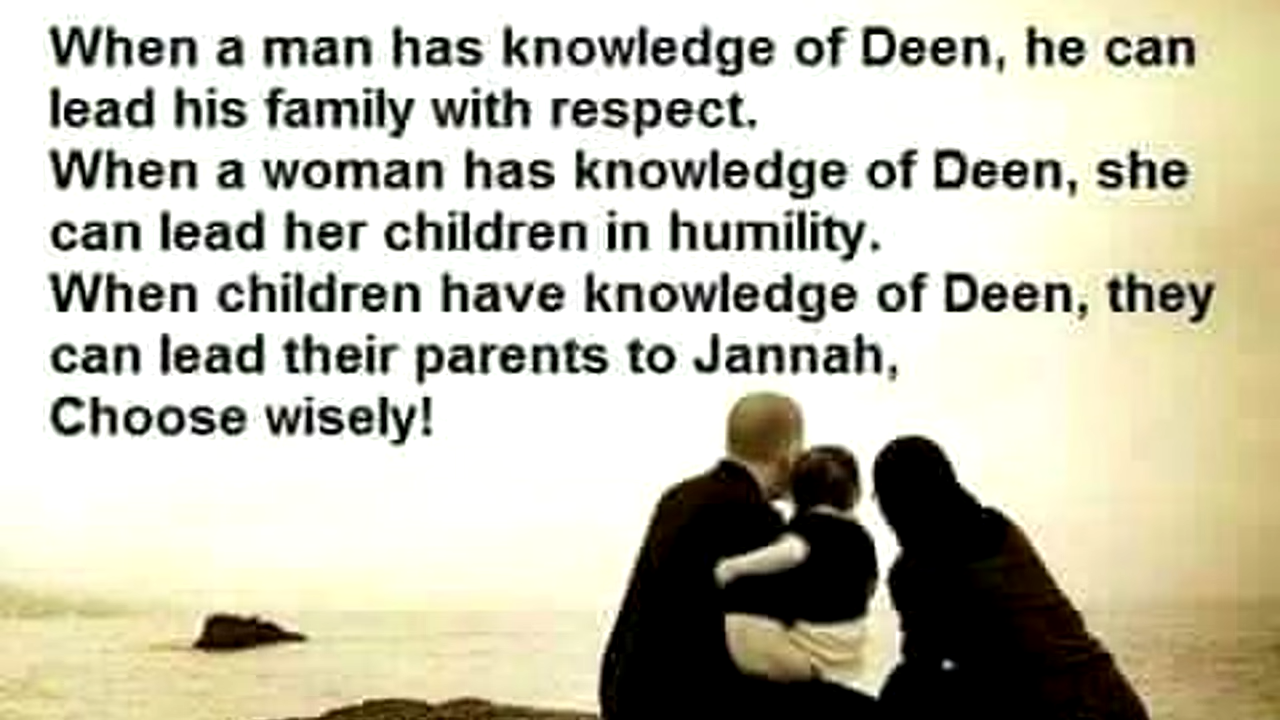 When a man has knowledge of Deen, he can
lead his family with respect.
When a woman has knowledge of Deen, she
can lead her children in humility.
When children have knowledge of Deen, they
can lead their parents to Jannah,
Choose wisely!